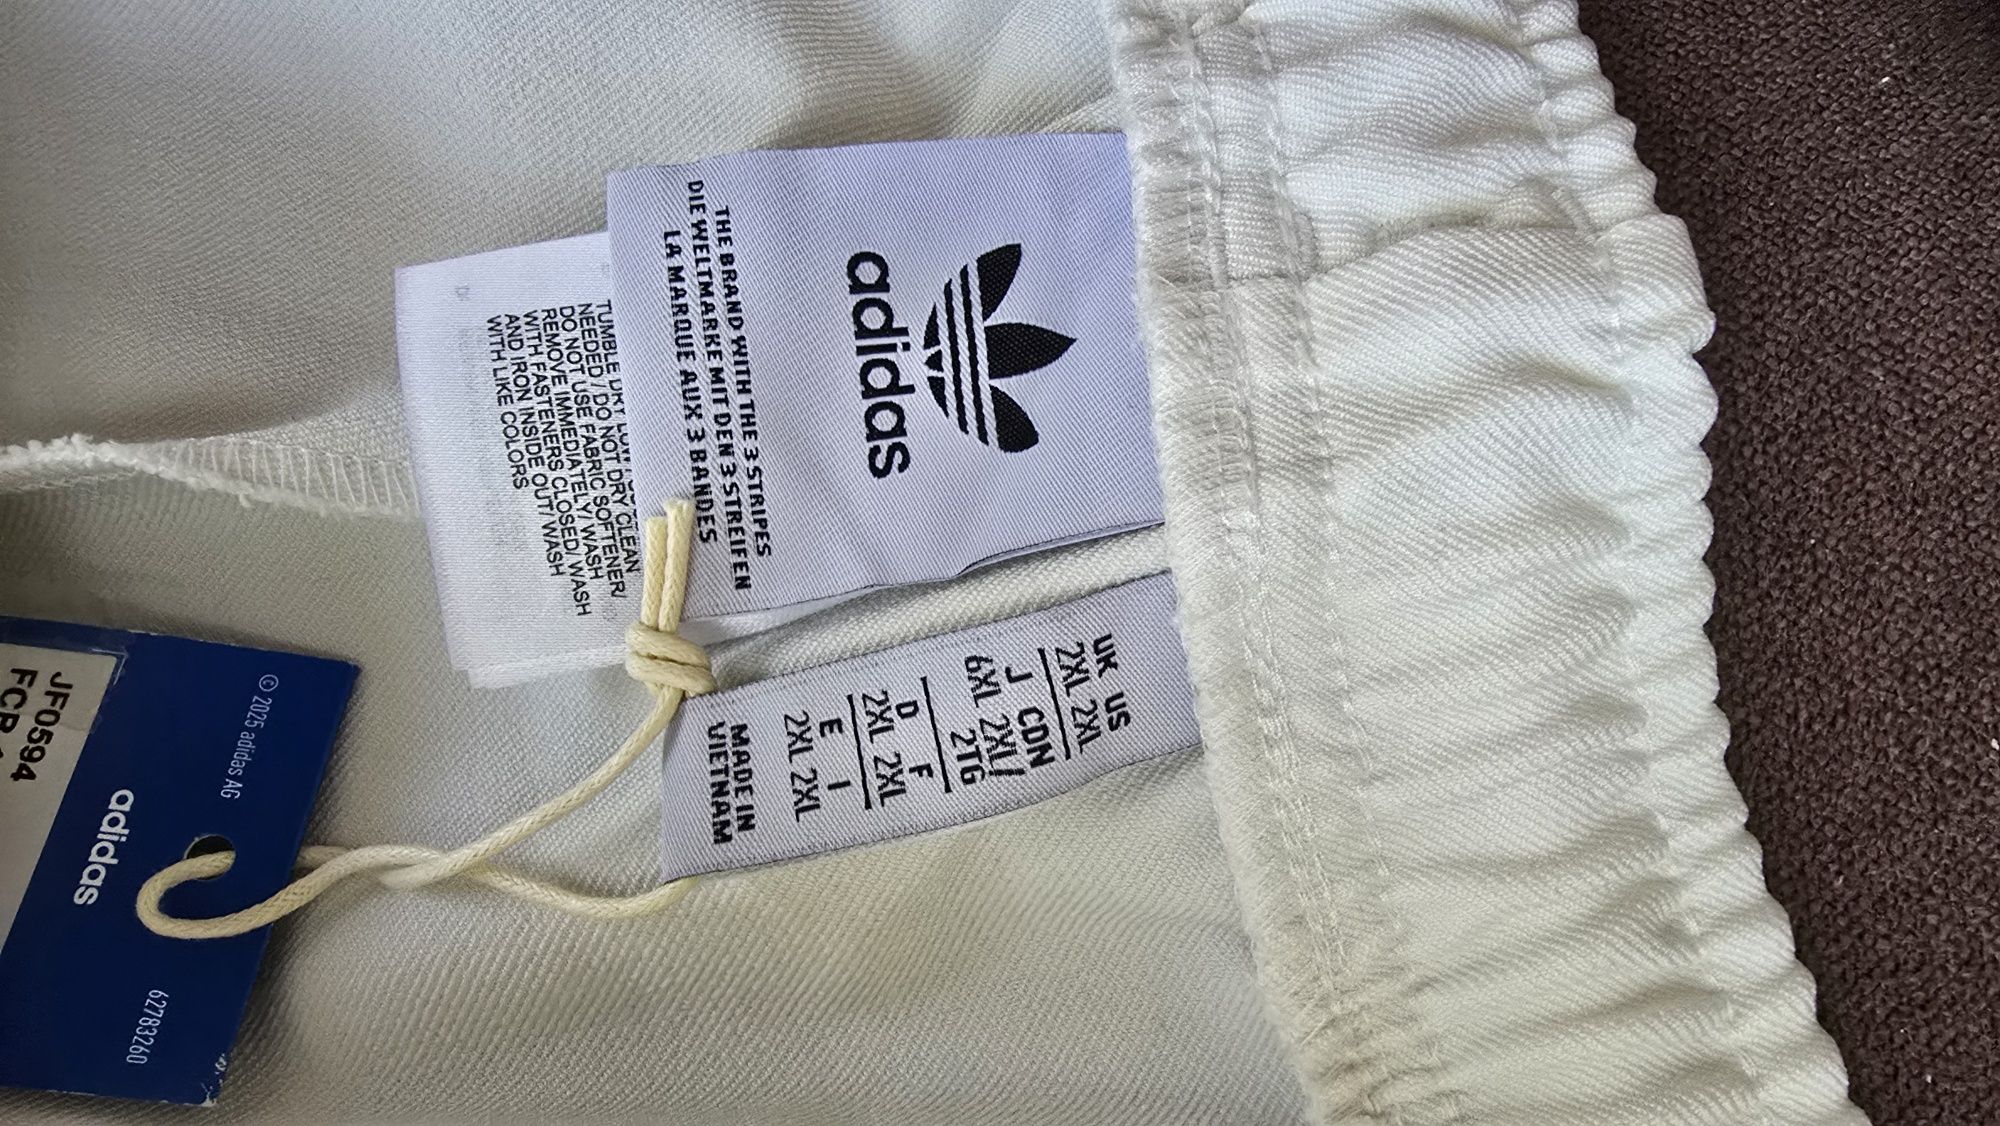 adidas
THE BRAND WITH THE 3 STRIPES
DIE WELTMARKE MIT DEN 3 STREIFEN
LA MARQUE AUX 3 BANDES
TUMBLE DRY
NEEDED / DO NOT DRY CLEAN
DO NOT USE FABRIC SOFTENER/
REMOVE IMMEDIATELY/ WASH
WITH FASTENERS CLOSED/ WASH
AND IRON INSIDE OUT/ WASH
WITH LIKE COLORS
UK US
2XL 2XL
J CDN
6XL 2XL/
2TG
D F
2XL 2XL
E I
2XL 2XL
MADE IN
VIETNAM
© 2025 adidas AG
adidas
62783260
JF0594
FCB